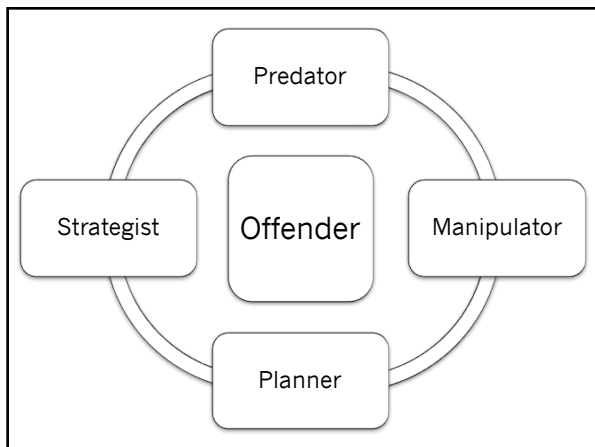 Predator
Strategist
Offender
Manipulator
Planner